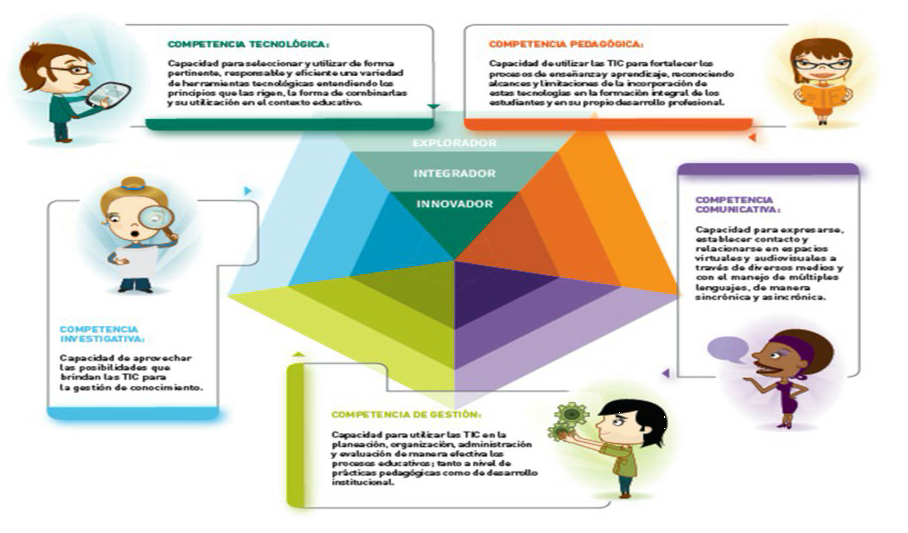 COMPETENCIA TECNOLÓGICA:
Capacidad para seleccionar y utilizar de forma
pertinente, responsable y eficiente una variedad
de herramientas tecnológicas entendiendo los
principios que las rigen, la forma de combinarlas
y su utilización en el contexto educativo.
COMPETENCIA PEDAGÓGICA:
Capacidad de utilizar las TIC para fortalecer los
procesos de enseñanza y aprendizaje, reconociendo
alcances y limitaciones de la incorporación de
estas tecnologías en la formación integral de los
estudiantes y en su propio desarrollo profesional.
EXPLORADOR
INTEGRADOR
INNOVADOR
COMPETENCIA
COMUNICATIVA:
Capacidad para expresarse,
establecer contacto y
relacionarse en espacios
virtuales y audiovisuales a
través de diversos medios y
con el manejo de múltiples
lenguajes, de manera
sincrónica y asincrónica.
COMPETENCIA
INVESTIGATIVA:
Capacidad de aprovechar
las posibilidades que
brindan las TIC para
la gestión de conocimiento.
COMPETENCIA DE GESTIÓN:
Capacidad para utilizar las TIC en la
planeación, organización, administración
y evaluación de manera efectiva los
procesos educativos; tanto a nivel de
prácticas pedagógicas como de desarrollo
institucional.